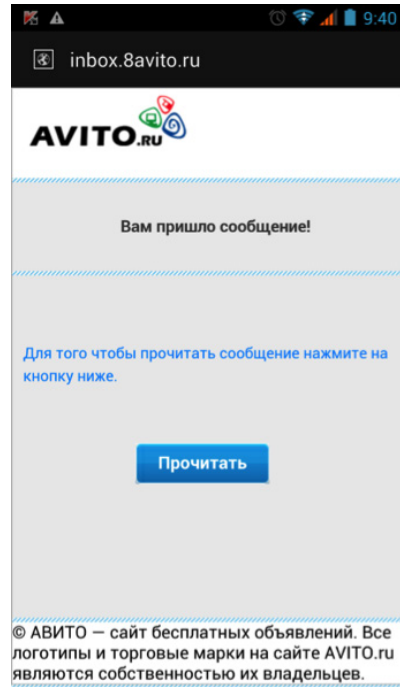 9:40
inbox.8avito.ru
AVITO.RU
Вам пришло сообщение!
Для того чтобы прочитать сообщение нажмите на
кнопку ниже.
Прочитать
© АВИТО — сайт бесплатных объявлений. Все
логотипы и торговые марки на сайте AVITO.ru
являются собственностью их владельцев.